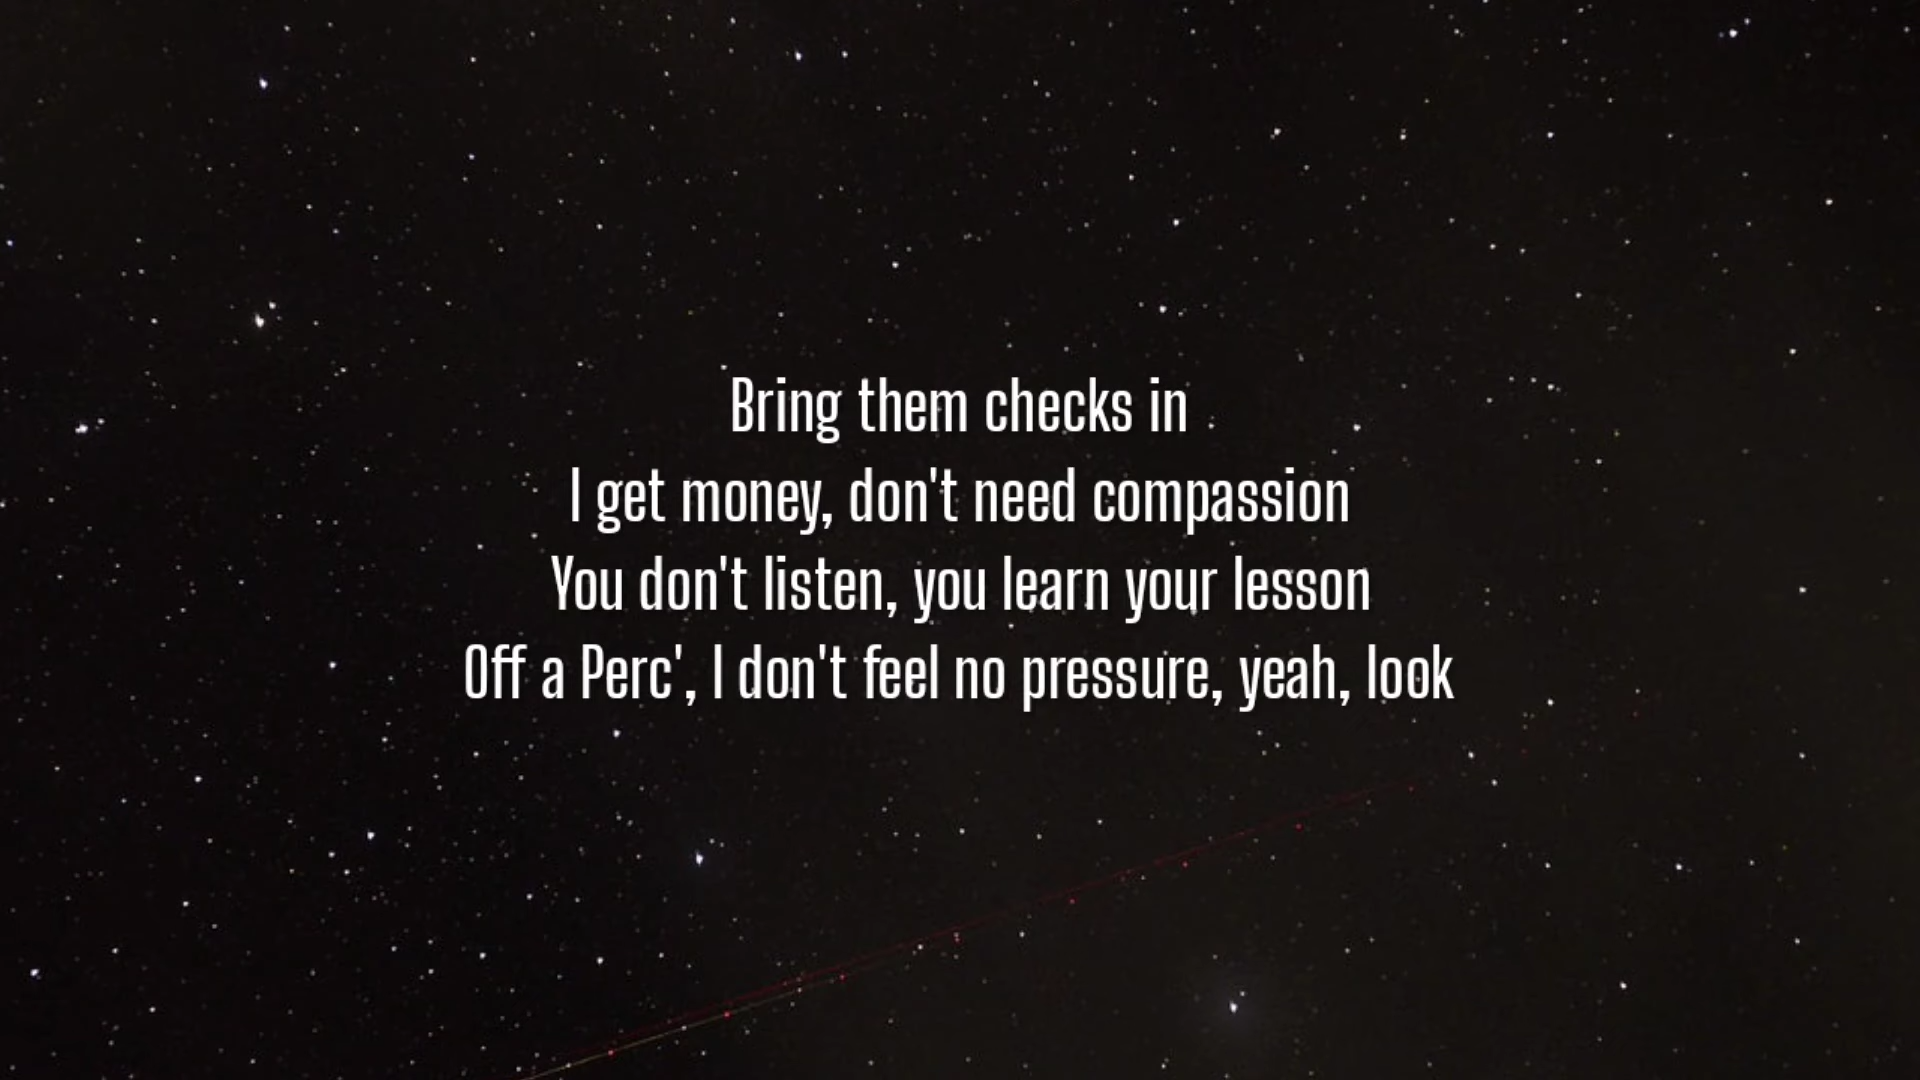 Bring them checks in
I get money, don't need compassion
You don't listen, you learn your lesson
Off a Perc', I don't feel no pressure, yeah, look